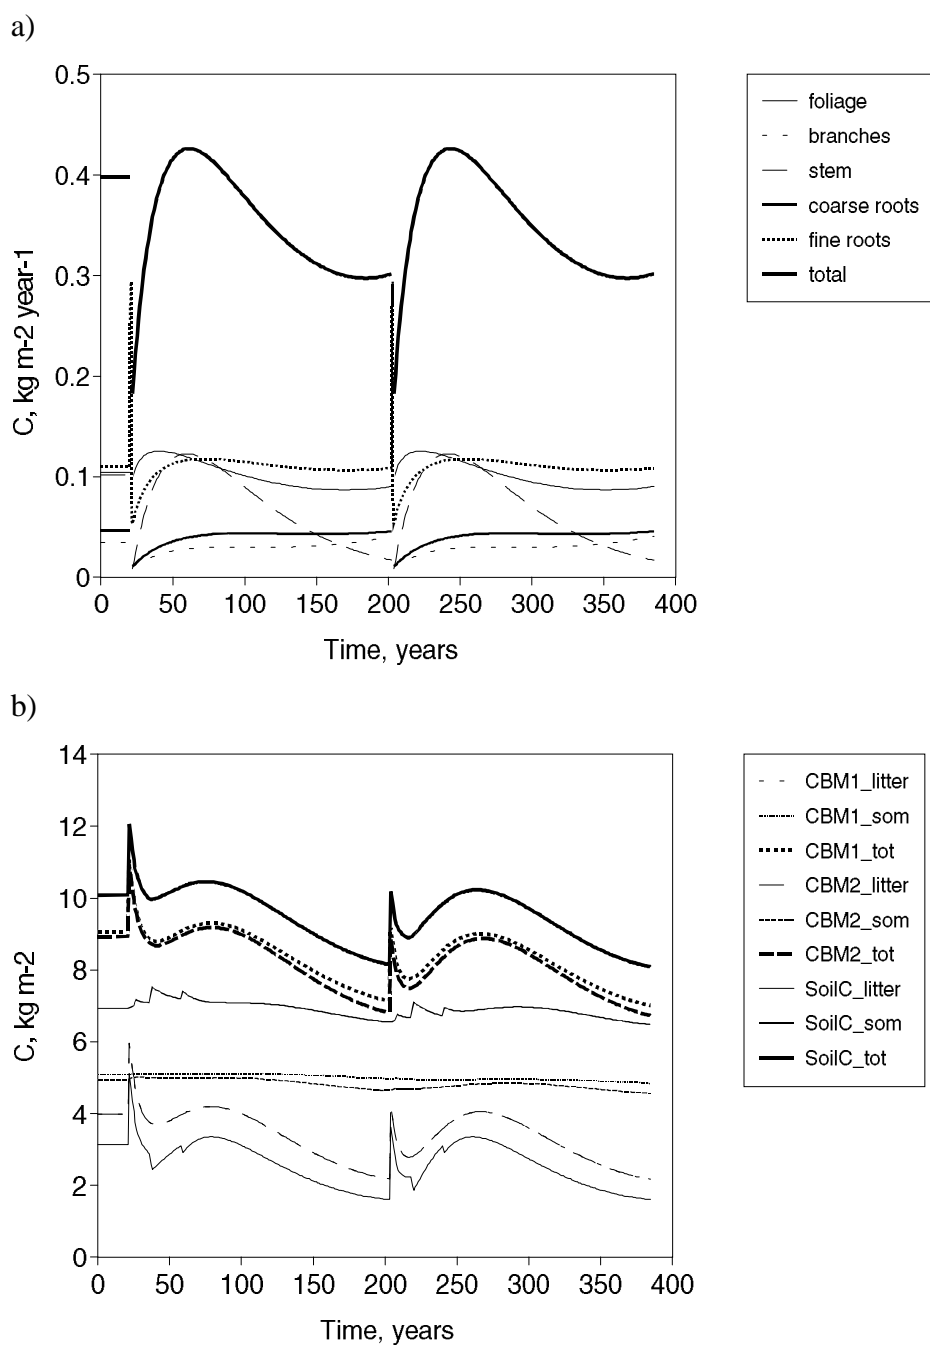 a)
0.5
0.4
0.3
0.2
0.1
0
C, kg m-2 year-1
0 50 100 150 200 250 300 350 400
Time, years
foliage
branches
stem
coarse roots
fine roots
total
b)
14
12
10
8
6
4
2
0
C, kg m-2
0 50 100 150 200 250 300 350 400
Time, years
CBM1_litter
CBM1_som
CBM1_tot
CBM2_litter
CBM2_som
CBM2_tot
SoilC_litter
SoilC_som
SoilC_tot